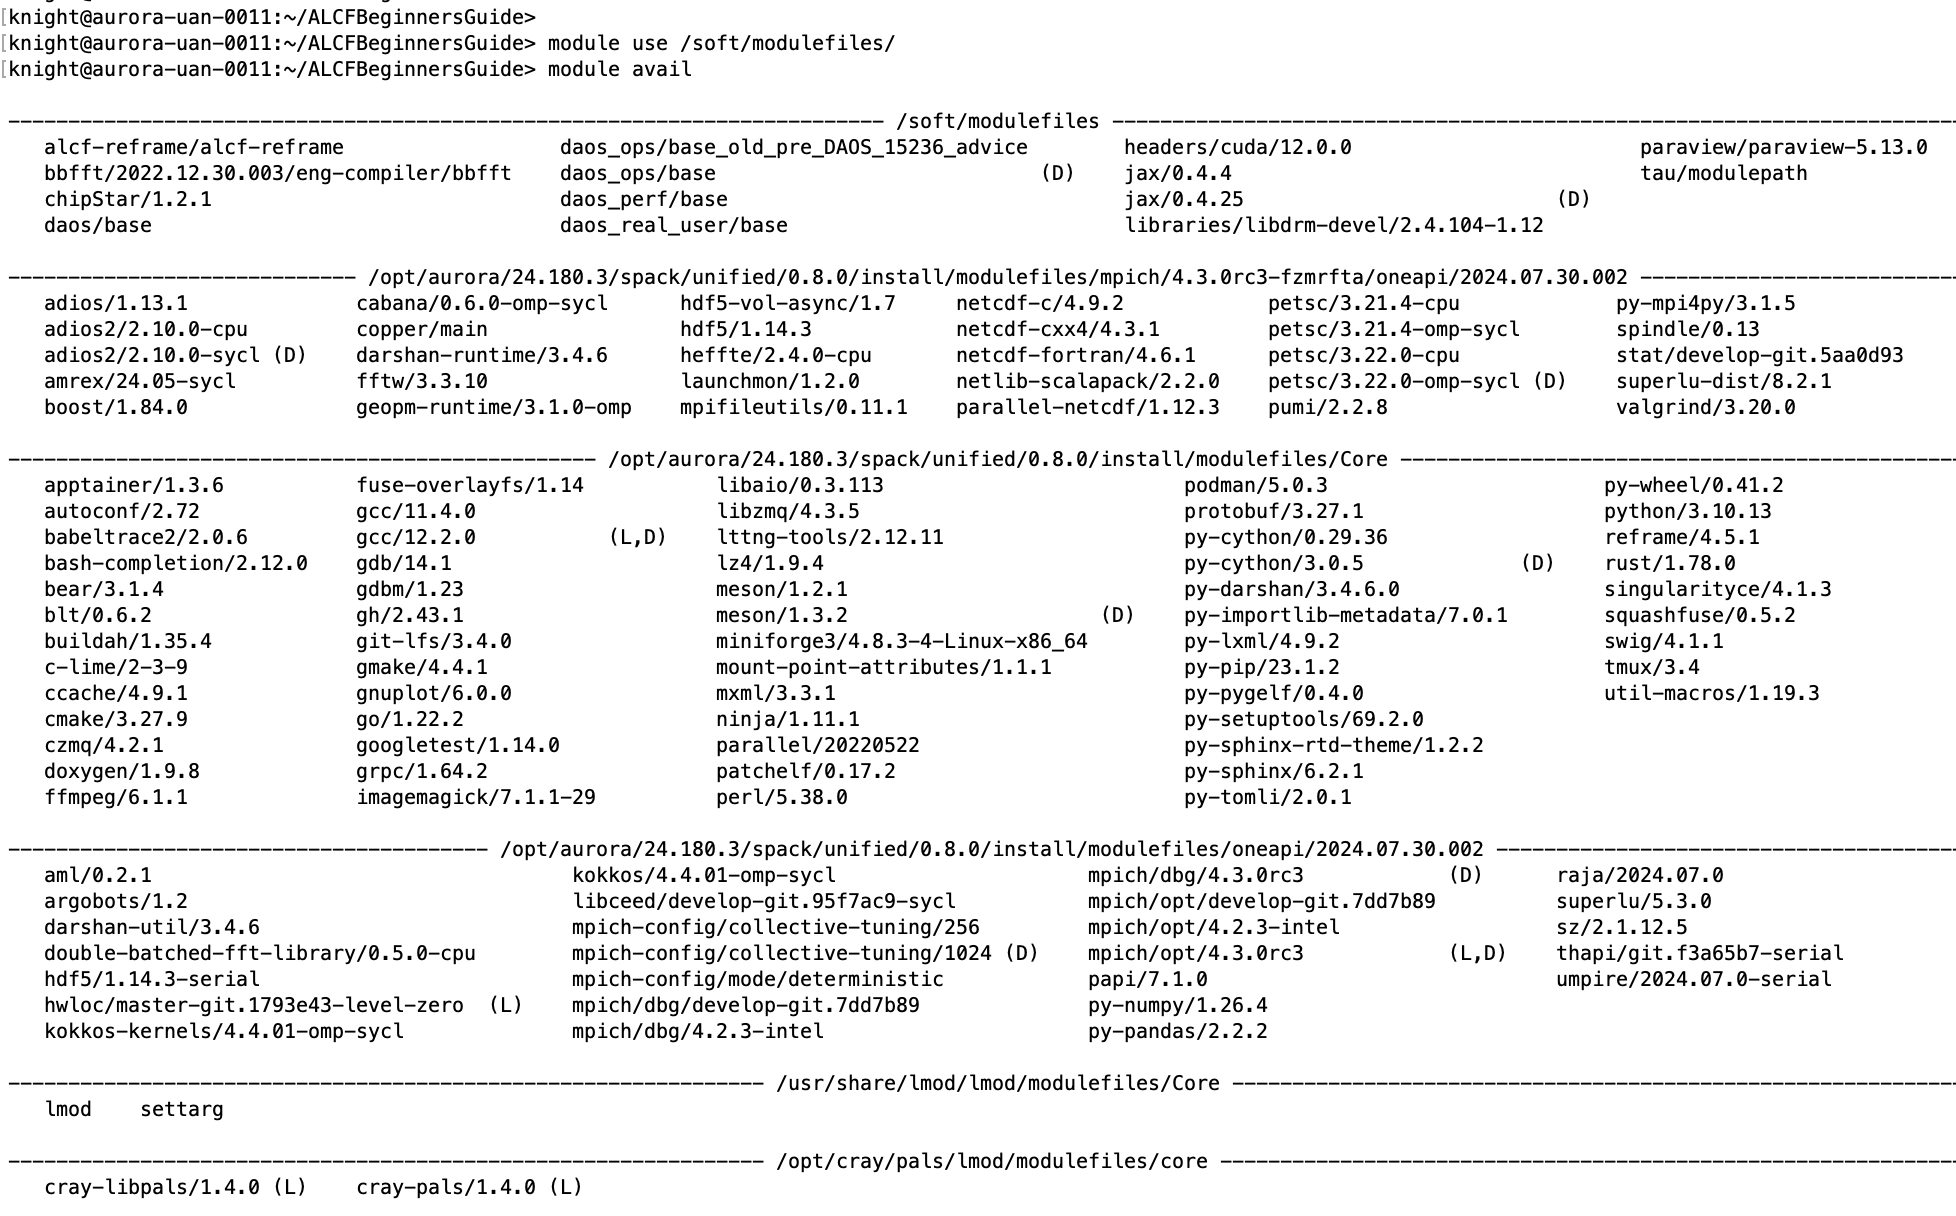 [knight@aurora-uan-0011:~/ALCFBeginnersGuide>
[knight@aurora-uan-0011:~/ALCFBeginnersGuide> module use /soft/modulefiles/
[knight@aurora-uan-0011:~/ALCFBeginnersGuide> module avail
------------------------------------------------------------------------- /soft/modulefiles ----------------------------------------------------------------------
alcf-reframe/alcf-reframe daos_ops/base_old_pre_DAOS_15236_advice headers/cuda/12.0.0 paraview/paraview-5.13.0
bbfft/2022.12.30.003/eng-compiler/bbfft daos_ops/base (D) jax/0.4.4 tau/modulepath
chipStar/1.2.1 daos_perf/base jax/0.4.25 (D)
daos/base daos_real_user/base libraries/libdrm-devel/2.4.104-1.12
----------------------------- /opt/aurora/24.180.3/spack/unified/0.8.0/install/modulefiles/mpich/4.3.0rc3-fzmrfta/oneapi/2024.07.30.002 --------------------------
adios/1.13.1 cabana/0.6.0-omp-sycl hdf5-vol-async/1.7 netcdf-c/4.9.2 petsc/3.21.4-cpu py-mpi4py/3.1.5
adios2/2.10.0-cpu copper/main hdf5/1.14.3 netcdf-cxx4/4.3.1 petsc/3.21.4-omp-sycl spindle/0.13
adios2/2.10.0-sycl (D) darshan-runtime/3.4.6 heffte/2.4.0-cpu netcdf-fortran/4.6.1 petsc/3.22.0-cpu stat/develop-git.5aa0d93
amrex/24.05-sycl fftw/3.3.10 launchmon/1.2.0 netlib-scalapack/2.2.0 petsc/3.22.0-omp-sycl (D) superlu-dist/8.2.1
boost/1.84.0 geopm-runtime/3.1.0-omp mpifileutils/0.11.1 parallel-netcdf/1.12.3 pumi/2.2.8 valgrind/3.20.0
------------------------------------------------- /opt/aurora/24.180.3/spack/unified/0.8.0/install/modulefiles/Core ----------------------------------------------
apptainer/1.3.6 fuse-overlayfs/1.14 libaio/0.3.113 podman/5.0.3 py-wheel/0.41.2
autoconf/2.72 gcc/11.4.0 libzmq/4.3.5 protobuf/3.27.1 python/3.10.13
babeltrace2/2.0.6 gcc/12.2.0 (L,D) lttng-tools/2.12.11 py-cython/0.29.36 reframe/4.5.1
bash-completion/2.12.0 gdb/14.1 lz4/1.9.4 py-cython/3.0.5 (D) rust/1.78.0
bear/3.1.4 gdbm/1.23 meson/1.2.1 py-darshan/3.4.6.0 singularityce/4.1.3
blt/0.6.2 gh/2.43.1 meson/1.3.2 (D) py-importlib-metadata/7.0.1 squashfuse/0.5.2
buildah/1.35.4 git-lfs/3.4.0 miniforge3/4.8.3-4-Linux-x86_64 py-lxml/4.9.2 swig/4.1.1
c-lime/2-3-9 gmake/4.4.1 mount-point-attributes/1.1.1 py-pip/23.1.2 tmux/3.4
ccache/4.9.1 gnuplot/6.0.0 mxml/3.3.1 py-pygelf/0.4.0 util-macros/1.19.3
cmake/3.27.9 go/1.22.2 ninja/1.11.1 py-setuptools/69.2.0
czmq/4.2.1 googletest/1.14.0 parallel/20220522 py-sphinx-rtd-theme/1.2.2
doxygen/1.9.8 grpc/1.64.2 patchelf/0.17.2 py-sphinx/6.2.1
ffmpeg/6.1.1 imagemagick/7.1.1-29 perl/5.38.0 py-tomli/2.0.1
---------------------------------------- /opt/aurora/24.180.3/spack/unified/0.8.0/install/modulefiles/oneapi/2024.07.30.002 --------------------------------------
aml/0.2.1 kokkos/4.4.01-omp-sycl mpich/dbg/4.3.0rc3 (D) raja/2024.07.0
argobots/1.2 libceed/develop-git.95f7ac9-sycl mpich/opt/develop-git.7dd7b89 superlu/5.3.0
darshan-util/3.4.6 mpich-config/collective-tuning/256 mpich/opt/4.2.3-intel sz/2.1.12.5
double-batched-fft-library/0.5.0-cpu mpich-config/collective-tuning/1024 (D) mpich/opt/4.3.0rc3 (L,D) thapi/git.f3a65b7-serial
hdf5/1.14.3-serial mpich-config/mode/deterministic papi/7.1.0 umpire/2024.07.0-serial
hwloc/master-git.1793e43-level-zero (L) mpich/dbg/develop-git.7dd7b89 py-numpy/1.26.4
kokkos-kernels/4.4.01-omp-sycl mpich/dbg/4.2.3-intel py-pandas/2.2.2
--------------------------------------------------------------- /usr/share/lmod/lmod/modulefiles/Core ------------------------------------------------------------
lmod settarg
--------------------------------------------------------------- /opt/cray/pals/lmod/modulefiles/core -------------------------------------------------------------
cray-libpals/1.4.0 (L) cray-pals/1.4.0 (L)